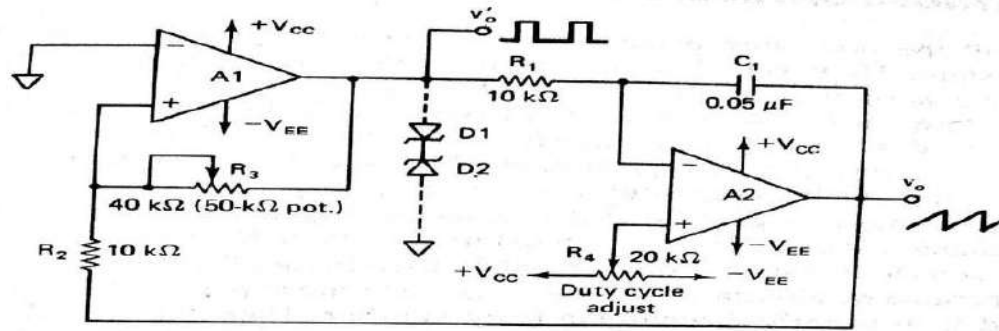 v'o
+VCC
− A1
+
−VEE
R1
10 kΩ
C1
0.05 μF
D1
D2
R3
40 kΩ (50-kΩ pot.)
R2 10 kΩ
+VCC
− A2
+
−VEE
vo
R4 20 kΩ
+VCC −VEE
Duty cycle
adjust